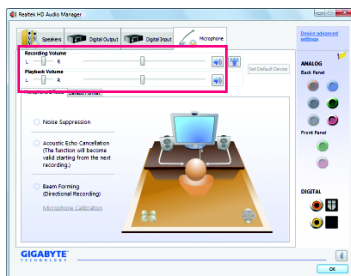 Realtek HD Audio Manager
Speakers
Digital Output
Digital Input
Microphone
Device advanced
settings
Recording Volume
L
R
Set Default Device
Playback Volume
L
R
ANALOG
Back Panel
Noise Suppression
Acoustic Echo Cancellation
(The function will become
valid starting from the next
recording.)
Beam Forming
(Directional Recording)
Microphone Calibration
Front Panel
DIGITAL
GIGABYTE
TECHNOLOGY
OK